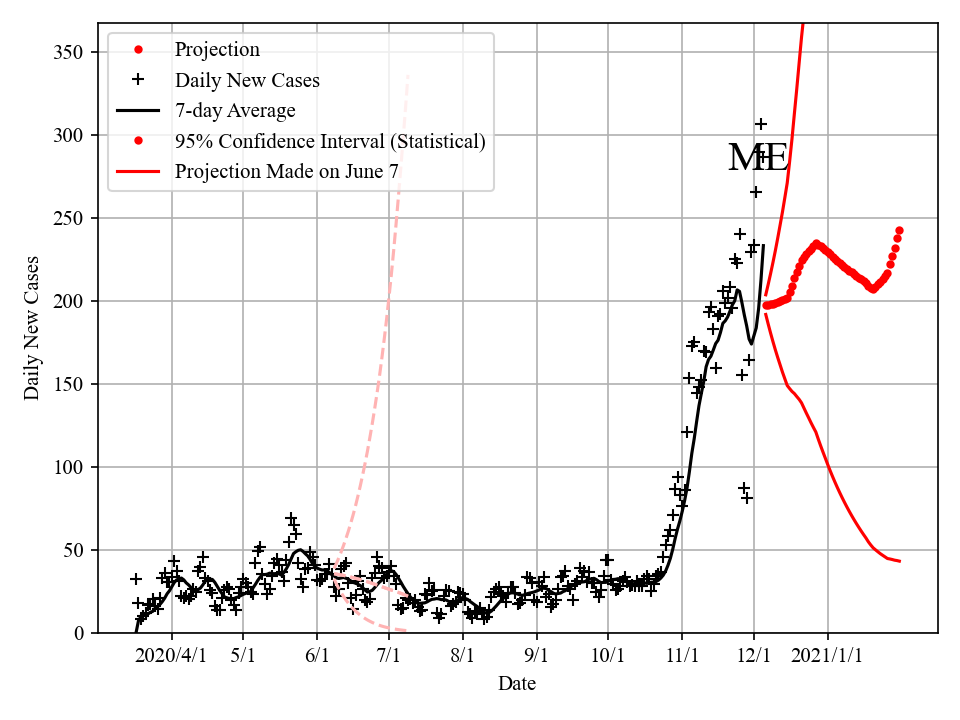 350
300
250
200
150
100
50
0
Daily New Cases
Projection
Daily New Cases
7-day Average
95% Confidence Interval (Statistical)
Projection Made on June 7
ME
2020/4/1 5/1 6/1 7/1 8/1 9/1 10/1 11/1 12/1 2021/1/1
Date